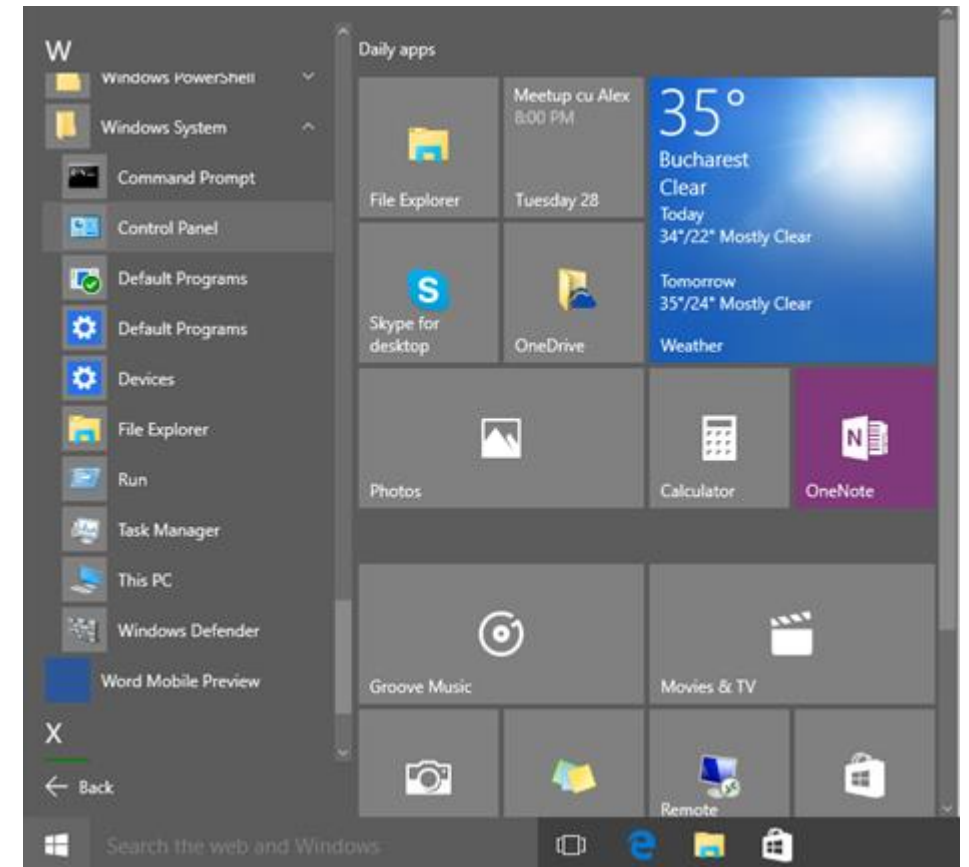 W
Windows PowerShell
Windows System
Command Prompt
Control Panel
Default Programs
Default Programs
Devices
File Explorer
Run
Task Manager
This PC
Windows Defender
Word Mobile Preview
X
Back
Daily apps
File Explorer
Meetup cu Alex
8:00 PM
Tuesday 28
35°
Bucharest
Clear
Today
34°/22° Mostly Clear
Tomorrow
35°/24° Mostly Clear
Weather
Skype for
desktop
OneDrive
Photos
Calculator
OneNote
Groove Music
Movies & TV
Remote
Search the web and Windows